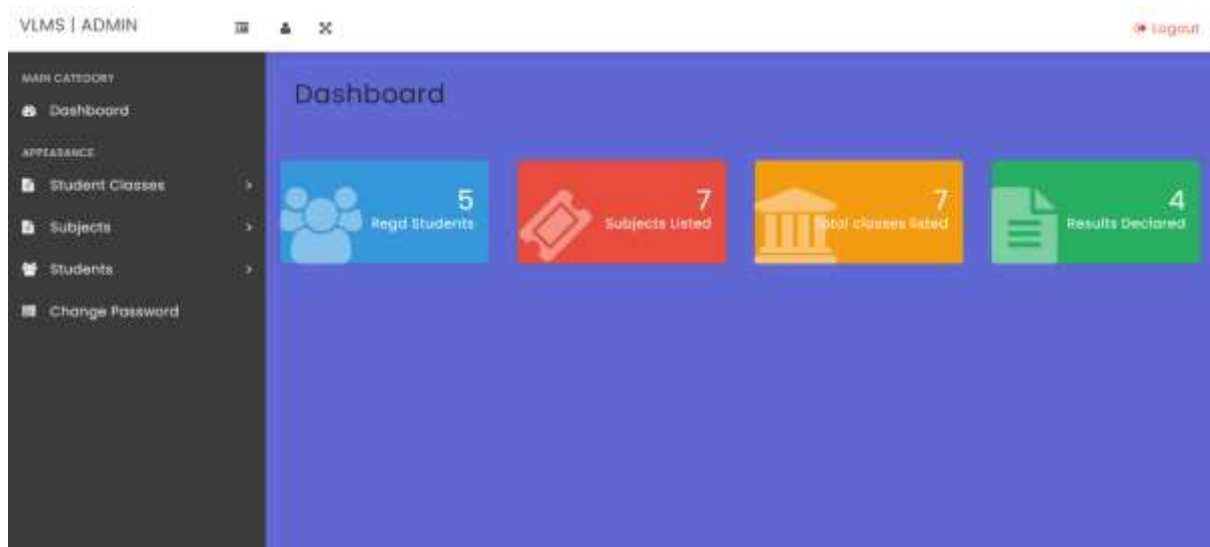 VLMS | ADMIN
Logout
MAIN CATEGORY
Dashboard
APPEARANCE
Student Classes
Subjects
Students
Change Password
Dashboard
5
Regd Students
7
Subjects Listed
7
Total classes listed
4
Results Declared